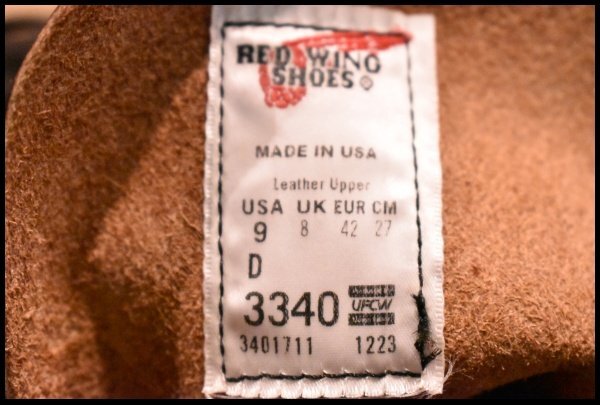 RED WING
SHOES®
MADE IN USA
Leather Upper
USA UK EUR CM
9 8 42 27
D
3340 UFCW
3401711 1223